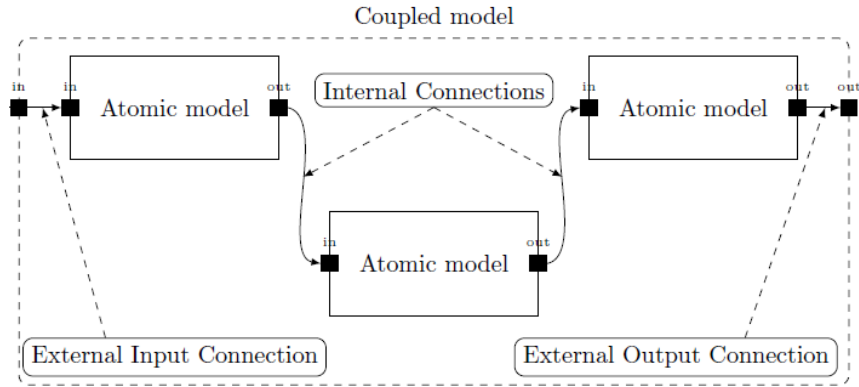 Coupled model
in
in
Atomic model
out
Internal Connections
in
Atomic model
out
out
in
Atomic model
out
External Input Connection
External Output Connection